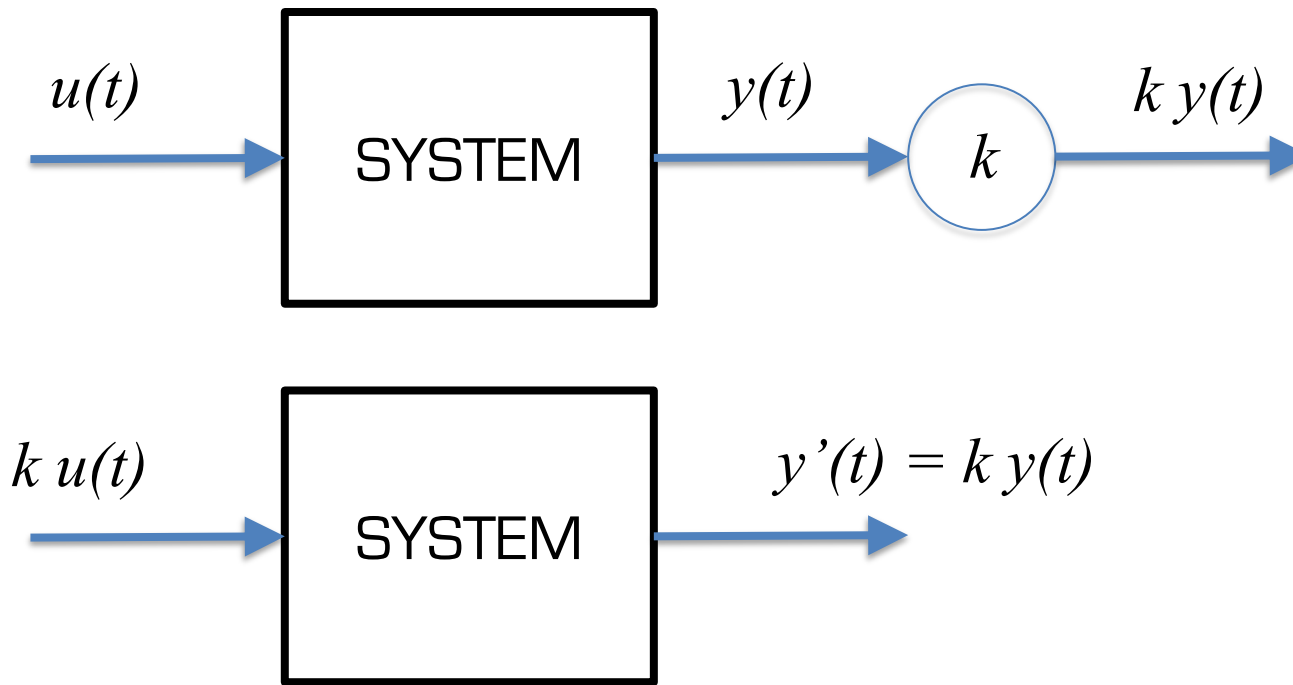 u(t)
SYSTEM
y(t)
k
k y(t)
k u(t)
SYSTEM
y’(t) = k y(t)